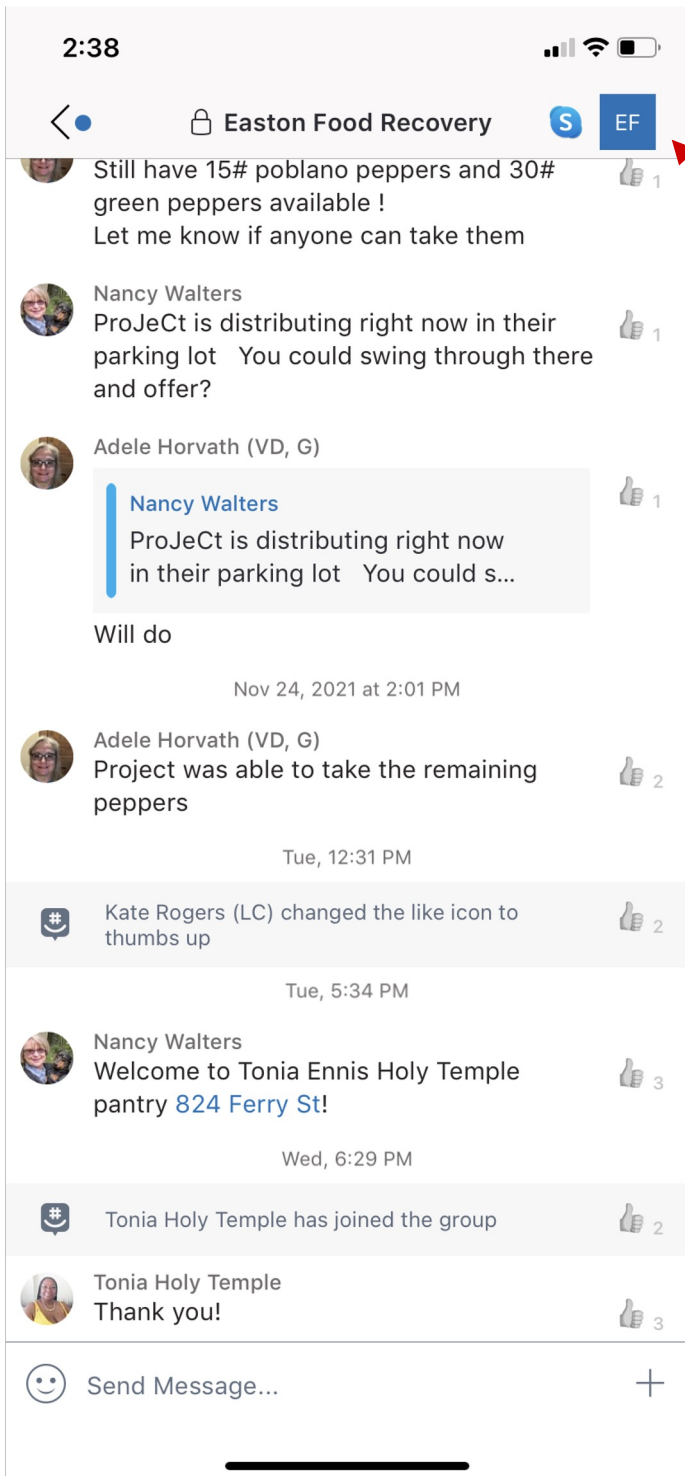 2:38
Easton Food Recovery
S
EF
Still have 15# poblano peppers and 30#
green peppers available !
Let me know if anyone can take them
1
Nancy Walters
ProJeCt is distributing right now in their
parking lot   You could swing through there
and offer?
1
Adele Horvath (VD, G)
Nancy Walters
ProJeCt is distributing right now
in their parking lot   You could s...
1
Will do
Nov 24, 2021 at 2:01 PM
Adele Horvath (VD, G)
Project was able to take the remaining
peppers
2
Tue, 12:31 PM
#
Kate Rogers (LC) changed the like icon to
thumbs up
2
Tue, 5:34 PM
Nancy Walters
Welcome to Tonia Ennis Holy Temple
pantry 824 Ferry St!
3
Wed, 6:29 PM
#
Tonia Holy Temple has joined the group
2
Tonia Holy Temple
Thank you!
3
Send Message...